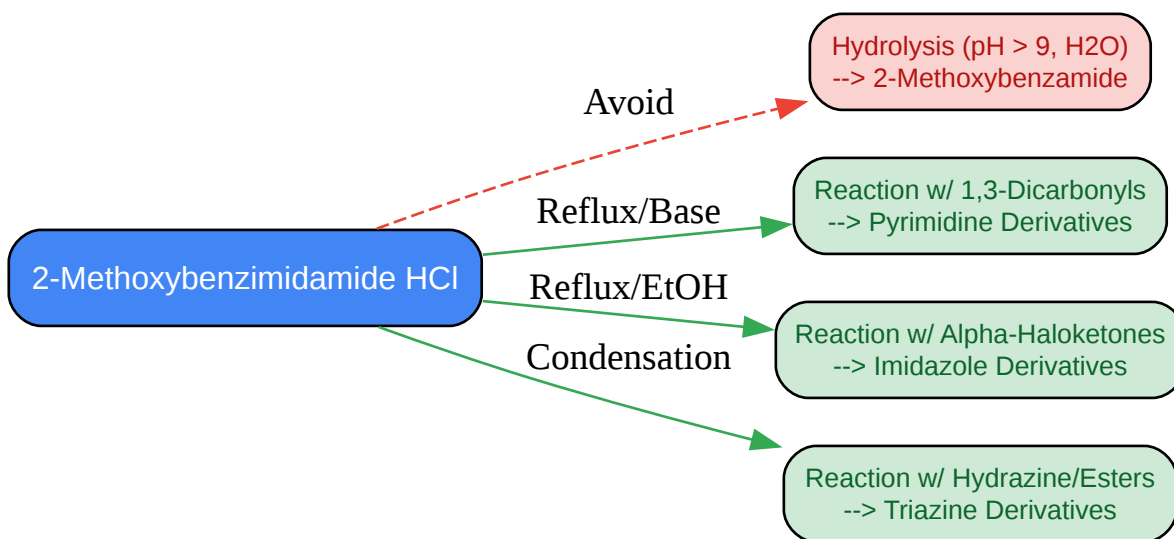 Hydrolysis (pH > 9, H2O)
--> 2-Methoxybenzamide
Avoid
Reaction w/ 1,3-Dicarbonyls
--> Pyrimidine Derivatives
Reflux/Base
2-Methoxybenzimidamide HCl
Reflux/EtOH
Reaction w/ Alpha-Haloketones
--> Imidazole Derivatives
Condensation
Reaction w/ Hydrazine/Esters
--> Triazine Derivatives